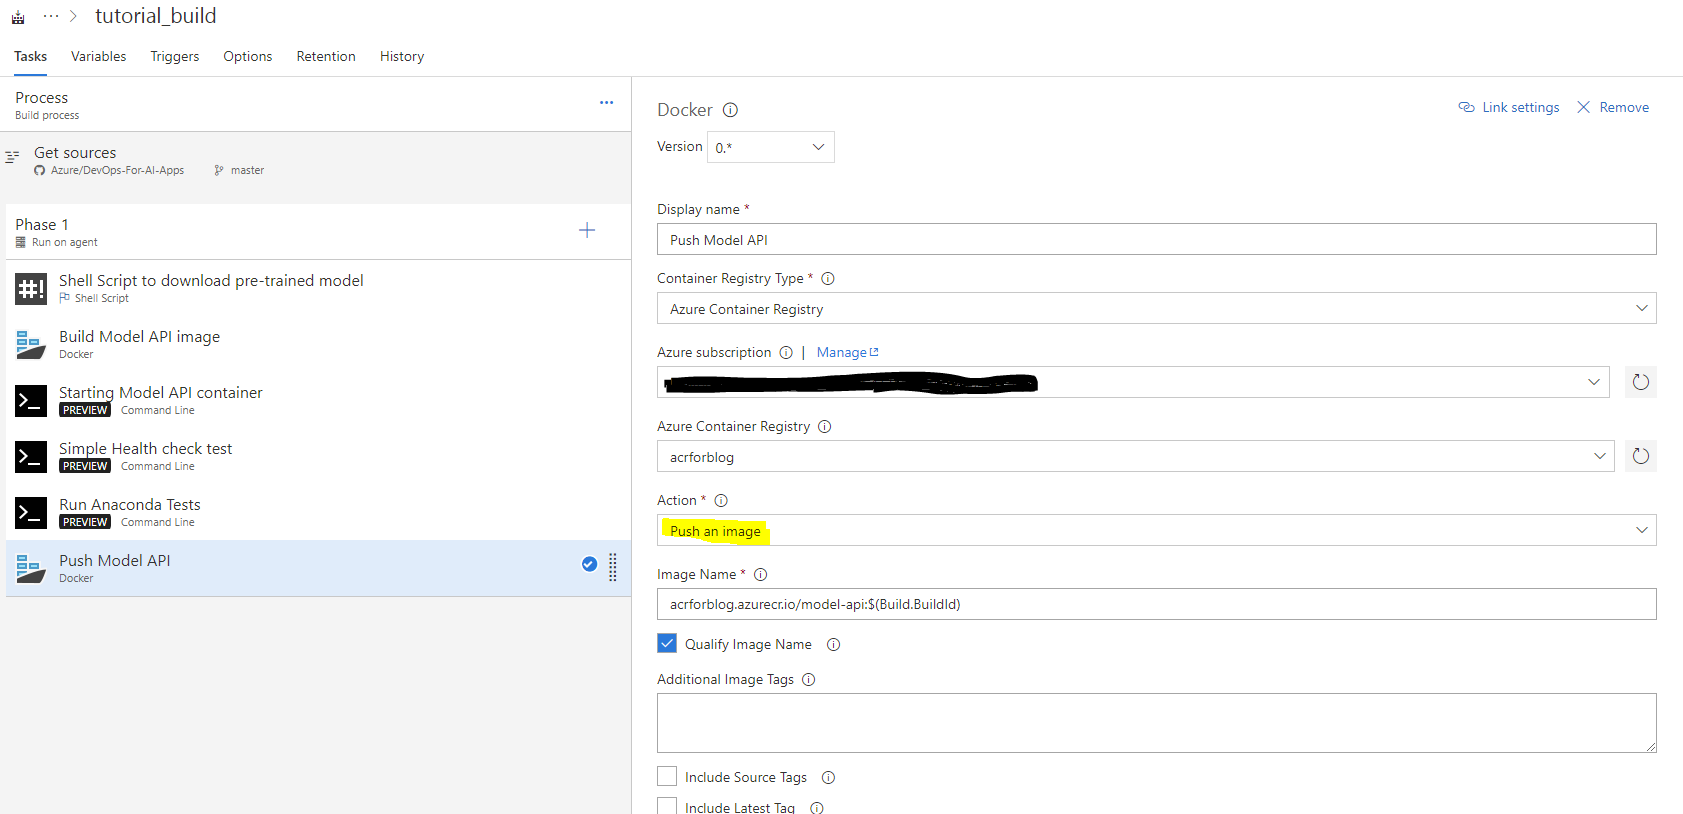 ··· > tutorial_build
Tasks Variables Triggers Options Retention History
Process ···
Build process
Get sources
Azure/DevOps-For-AI-Apps master
Phase 1 +
Run on agent
#! Shell Script to download pre-trained model
Shell Script
Build Model API image
Docker
>_ Starting Model API container
PREVIEW Command Line
>_ Simple Health check test
PREVIEW Command Line
>_ Run Anaconda Tests
PREVIEW Command Line
Push Model API
Docker
Docker Link settings Remove
Version 0.*
Display name *
Push Model API
Container Registry Type *
Azure Container Registry
Azure subscription | Manage
Azure Container Registry
acrforblog
Action *
Push an image
Image Name *
acrforblog.azurecr.io/model-api:$(Build.BuildId)
Qualify Image Name
Additional Image Tags
Include Source Tags
Include Latest Tag